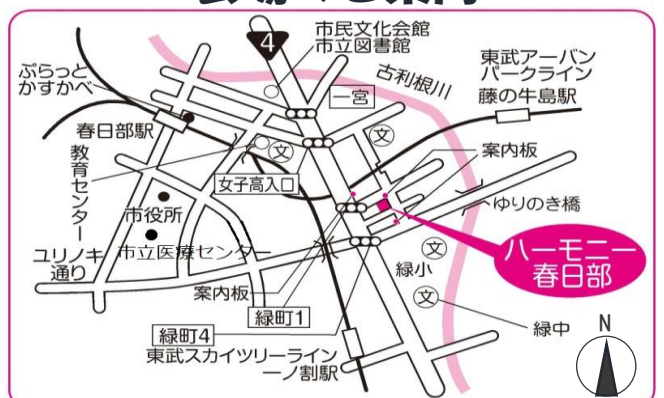 4
市民文化会館
市立図書館
ぷらっと
かすかべ
一宮
古利根川
東武アーバン
パークライン
藤の牛島駅
春日部駅
文
案内板
教育センター
女子高入口
市役所
ゆりのき橋
市立医療センター
ユリノキ
通り
ハーモニー
春日部
文
緑小
案内板
文
緑町1
緑町4
緑中
N
東武スカイツリーライン
一ノ割駅
文